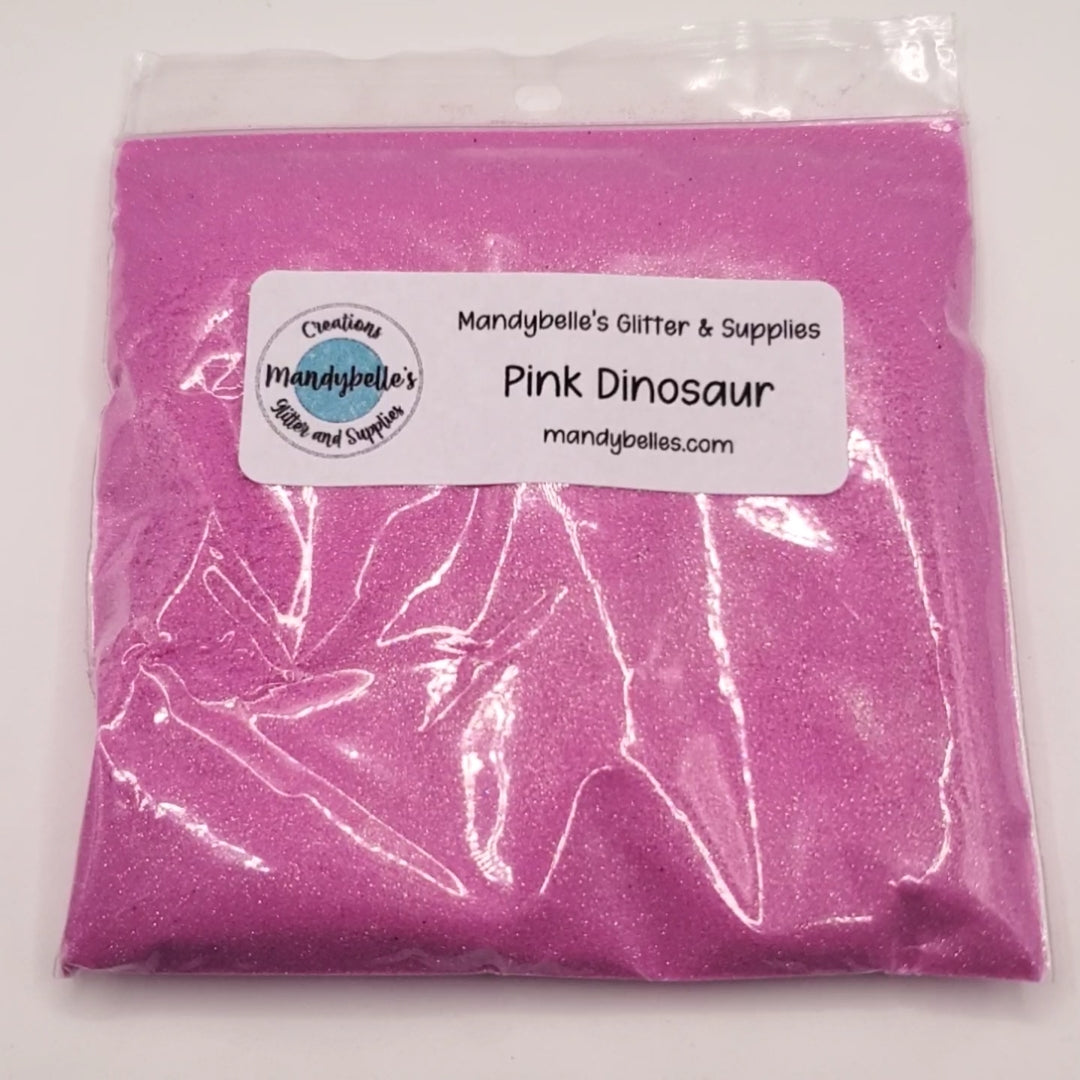 Creations
Mandybelle's
Glitter and Supplies
Mandybelle's Glitter & Supplies
Pink Dinosaur
mandybelles.com